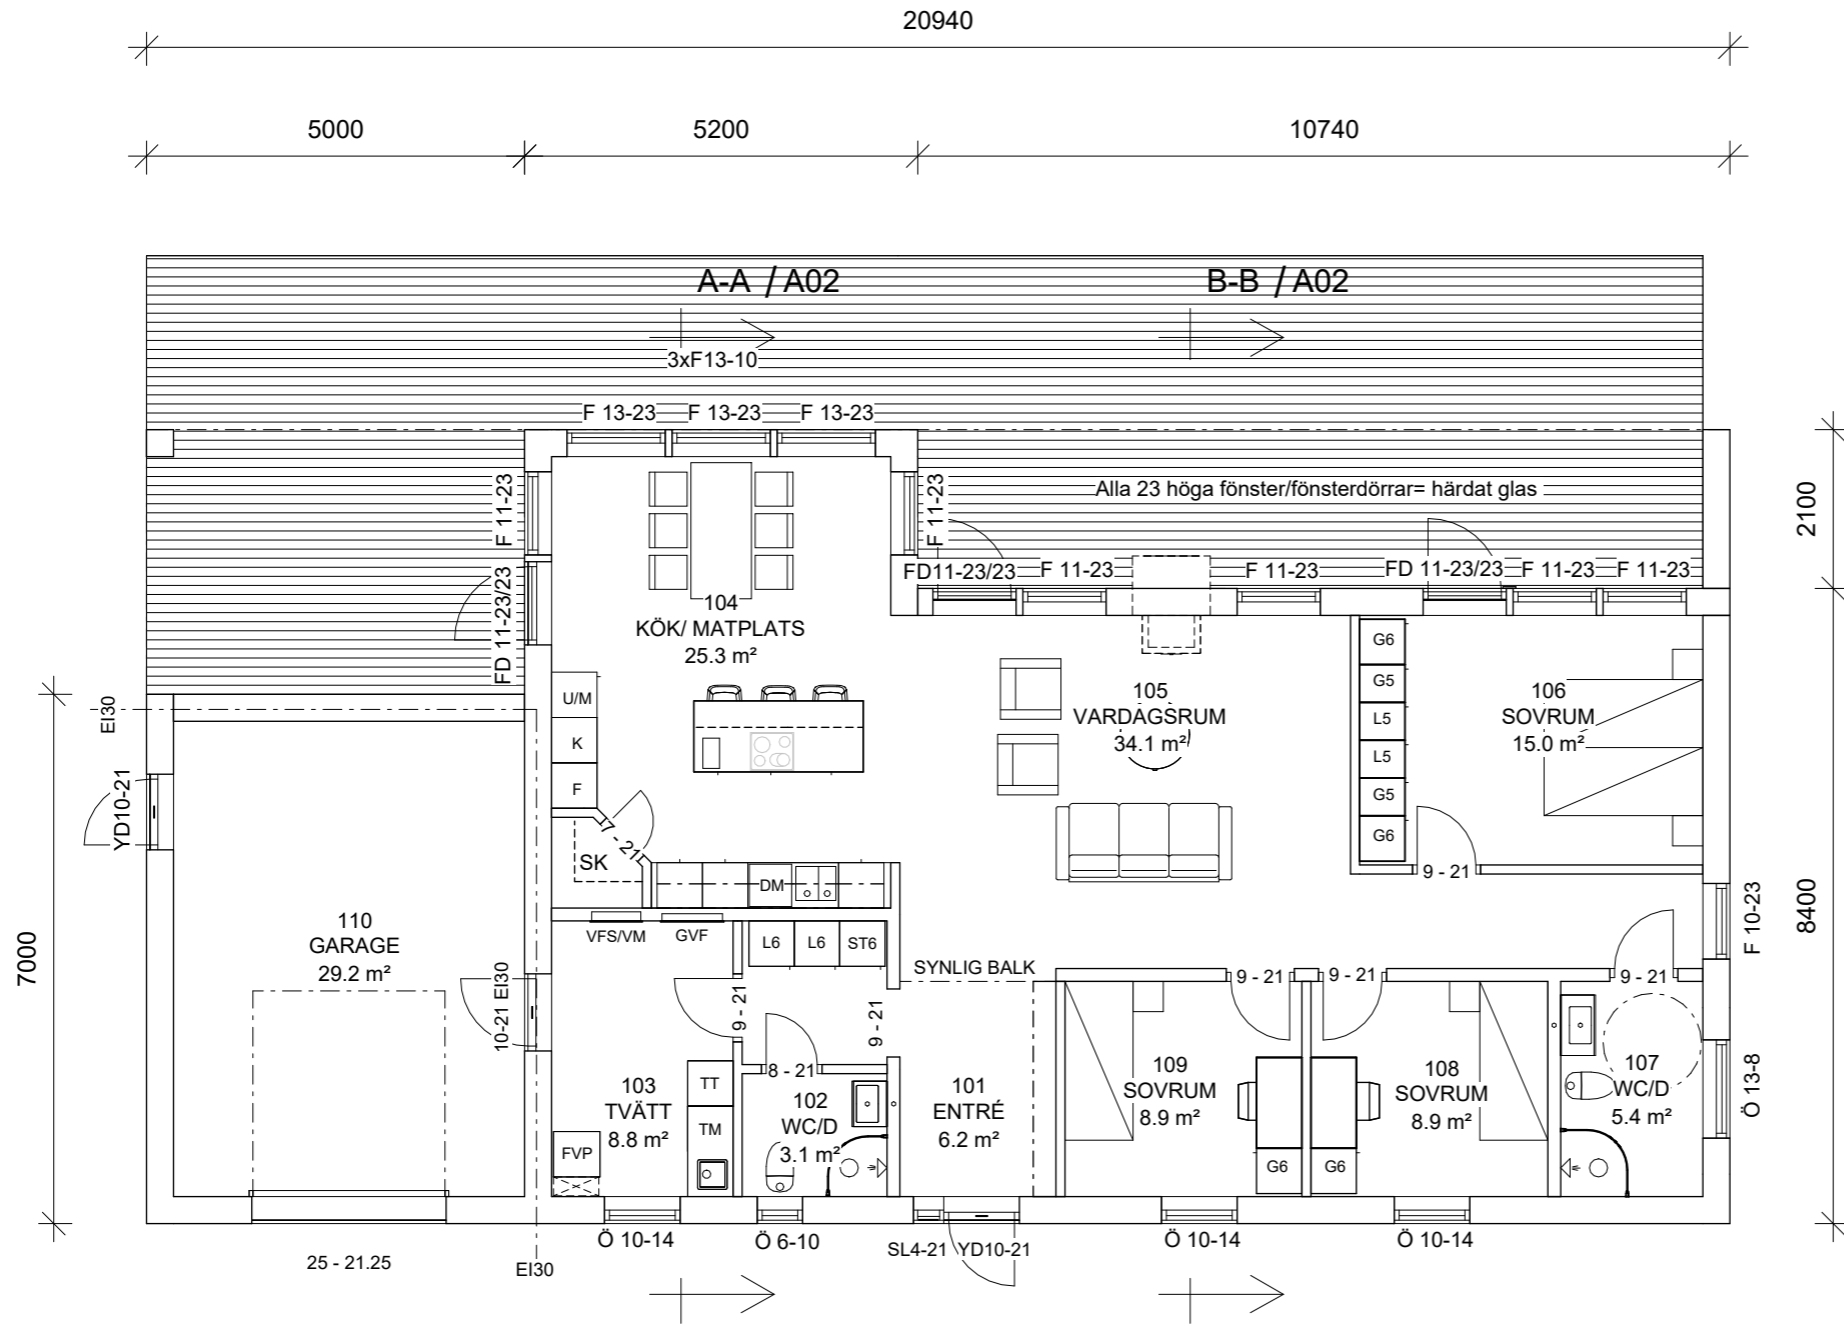 20940
5000
5200
10740
A-A / A02
B-B / A02
3xF13-10
F 13-23
F 13-23
F 13-23
F 11-23
FD 11-23/23
F 11-23
Alla 23 höga fönster/fönsterdörrar= härdat glas
FD11-23/23
F 11-23
F 11-23
FD 11-23/23
F 11-23
F 11-23
2100
8400
7000
104
KÖK/ MATPLATS
25.3 m²
U/M
K
F
7 - 21
SK
DM
105
VARDAGSRUM
34.1 m²
G6
G5
L5
L5
G5
G6
106
SOVRUM
15.0 m²
9 - 21
F 10-23
EI30
YD10-21
110
GARAGE
29.2 m²
10-21 EI30
VFS/VM
GVF
L6
L6
ST6
SYNLIG BALK
9 - 21
9 - 21
9 - 21
9 - 21
9 - 21
8 - 21
103
TVÄTT
8.8 m²
TT
TM
FVP
102
WC/D
3.1 m²
101
ENTRÉ
6.2 m²
109
SOVRUM
8.9 m²
G6
G6
108
SOVRUM
8.9 m²
107
WC/D
5.4 m²
Ö 13-8
25 - 21.25
EI30
Ö 10-14
Ö 6-10
SL4-21
YD10-21
Ö 10-14
Ö 10-14